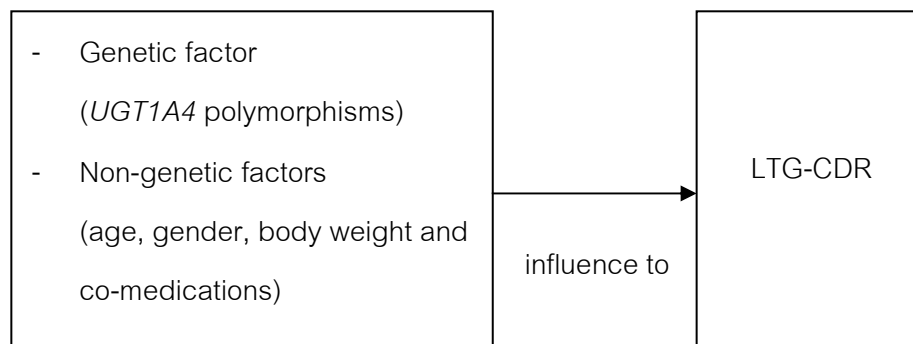 - Genetic factor
(UGT1A4 polymorphisms)
- Non-genetic factors
(age, gender, body weight and
co-medications)
influence to
LTG-CDR